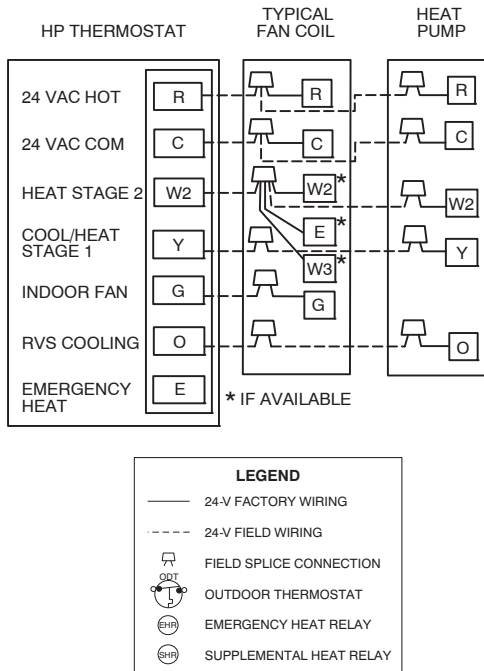 HP THERMOSTAT
TYPICAL
FAN COIL
HEAT
PUMP
24 VAC HOT R R R
24 VAC COM C C C
HEAT STAGE 2 W2 W2* W2
E*
COOL/HEAT
STAGE 1 Y W3* Y
INDOOR FAN G G
RVS COOLING O O
EMERGENCY
HEAT E
* IF AVAILABLE
LEGEND
24-V FACTORY WIRING
24-V FIELD WIRING
FIELD SPLICE CONNECTION
ODT
OUTDOOR THERMOSTAT
EHR EMERGENCY HEAT RELAY
SHR SUPPLEMENTAL HEAT RELAY